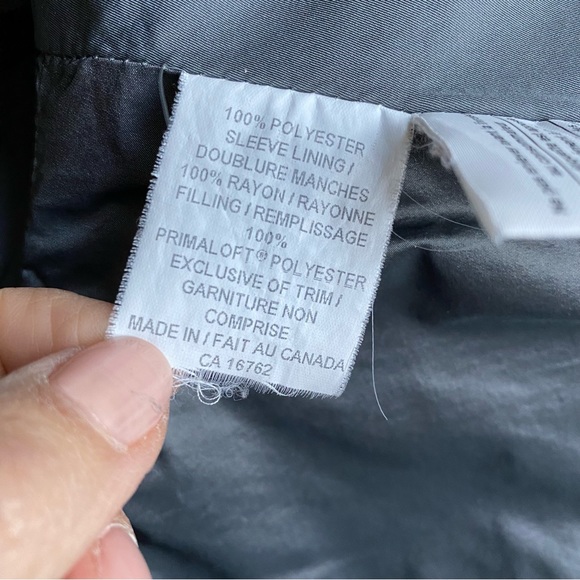 100% POLYESTER
SLEEVE LINING /
DOUBLURE MANCHES
100% RAYON / RAYONNE
FILLING / REMPLISSAGE
100%
PRIMALOFT® POLYESTER
EXCLUSIVE OF TRIM /
GARNITURE NON
COMPRISE
MADE IN / FAIT AU CANADA
CA 16762